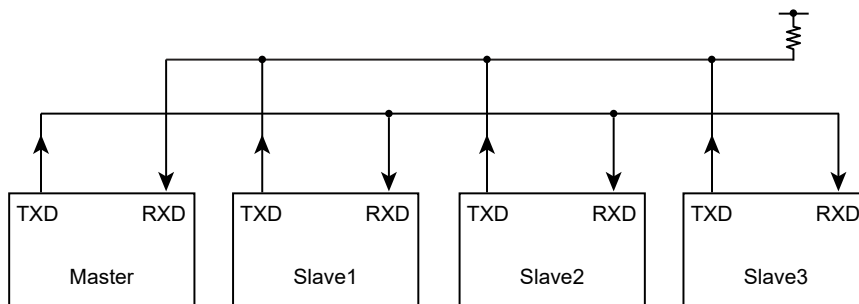 TXD RXD TXD RXD TXD RXD TXD RXD
Master Slave1 Slave2 Slave3